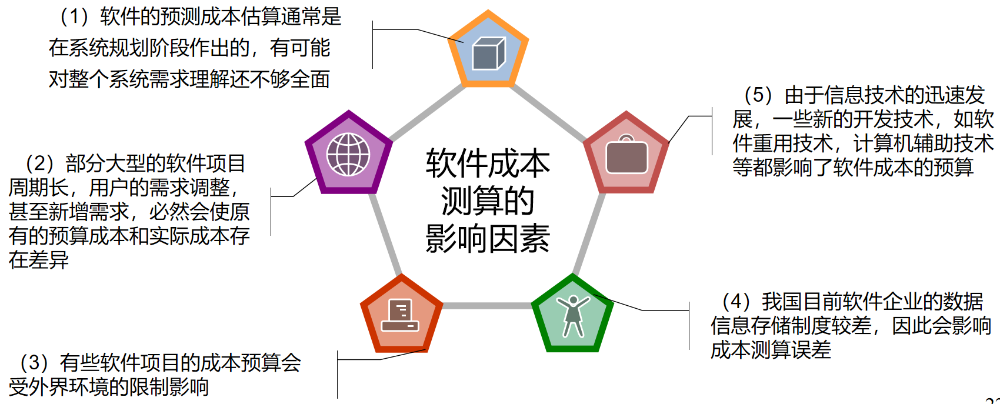 （1）软件的预测成本估算通常是
在系统规划阶段作出的，有可能
对整个系统需求理解还不够全面
（2）部分大型的软件项目
周期长，用户的需求调整，
甚至新增需求，必然会使原
有的预算成本和实际成本存
在差异
（3）有些软件项目的成本预算会
受外界环境的限制影响
软件成本
测算的
影响因素
（4）我国目前软件企业的数据
信息存储制度较差，因此会影响
成本测算误差
（5）由于信息技术的迅速发
展，一些新的开发技术，如软
件重用技术，计算机辅助技术
等都影响了软件成本的预算